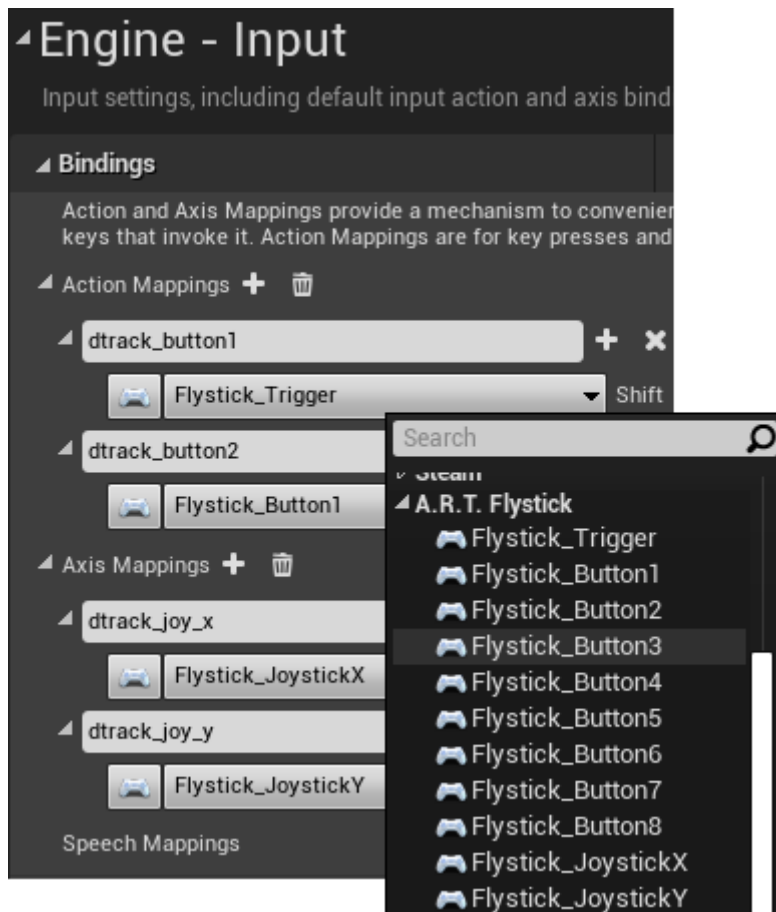 Engine - Input
Input settings, including default input action and axis bind
Bindings
Action and Axis Mappings provide a mechanism to convenier
keys that invoke it. Action Mappings are for key presses and
Action Mappings
dtrack_button1
Flystick_Trigger
Shift
dtrack_button2
Flystick_Button1
Axis Mappings
dtrack_joy_x
Flystick_JoystickX
dtrack_joy_y
Flystick_JoystickY
Speech Mappings
Search
Steam
A.R.T. Flystick
Flystick_Trigger
Flystick_Button1
Flystick_Button2
Flystick_Button3
Flystick_Button4
Flystick_Button5
Flystick_Button6
Flystick_Button7
Flystick_Button8
Flystick_JoystickX
Flystick_JoystickY